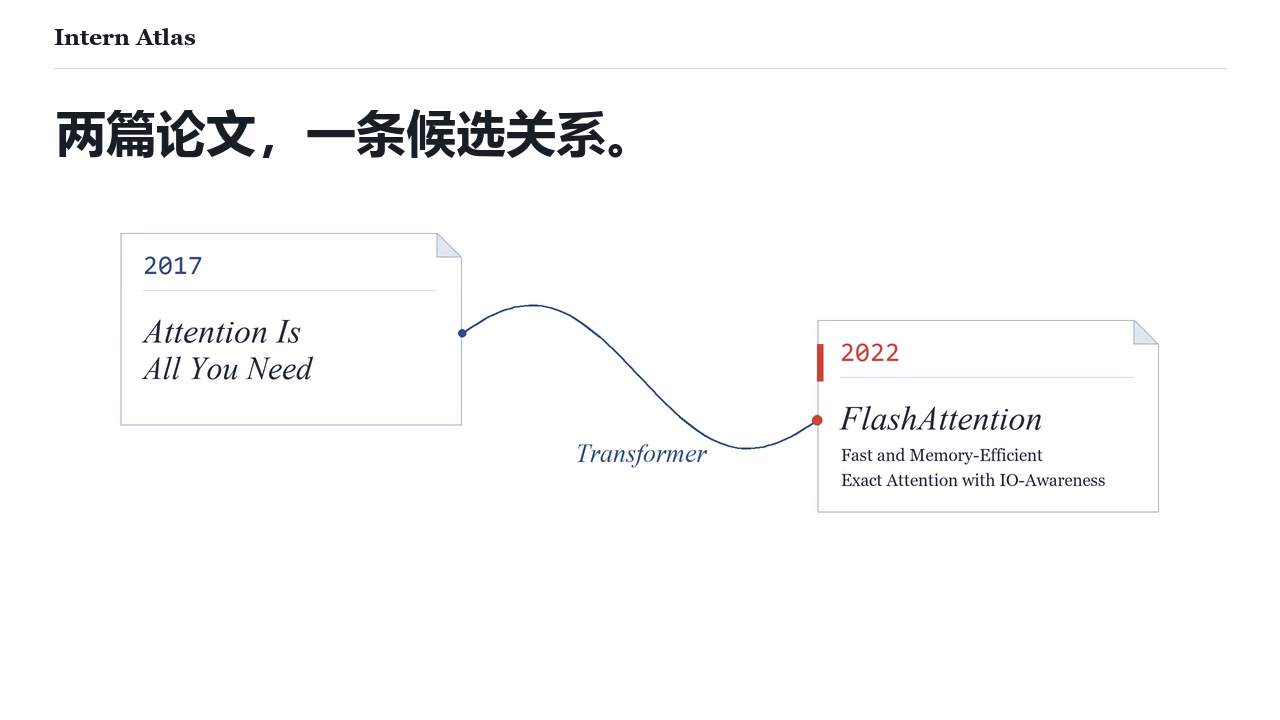 Intern Atlas
两篇论文，一条候选关系。
2017
Attention Is
All You Need
Transformer
2022
FlashAttention
Fast and Memory-Efficient
Exact Attention with IO-Awareness